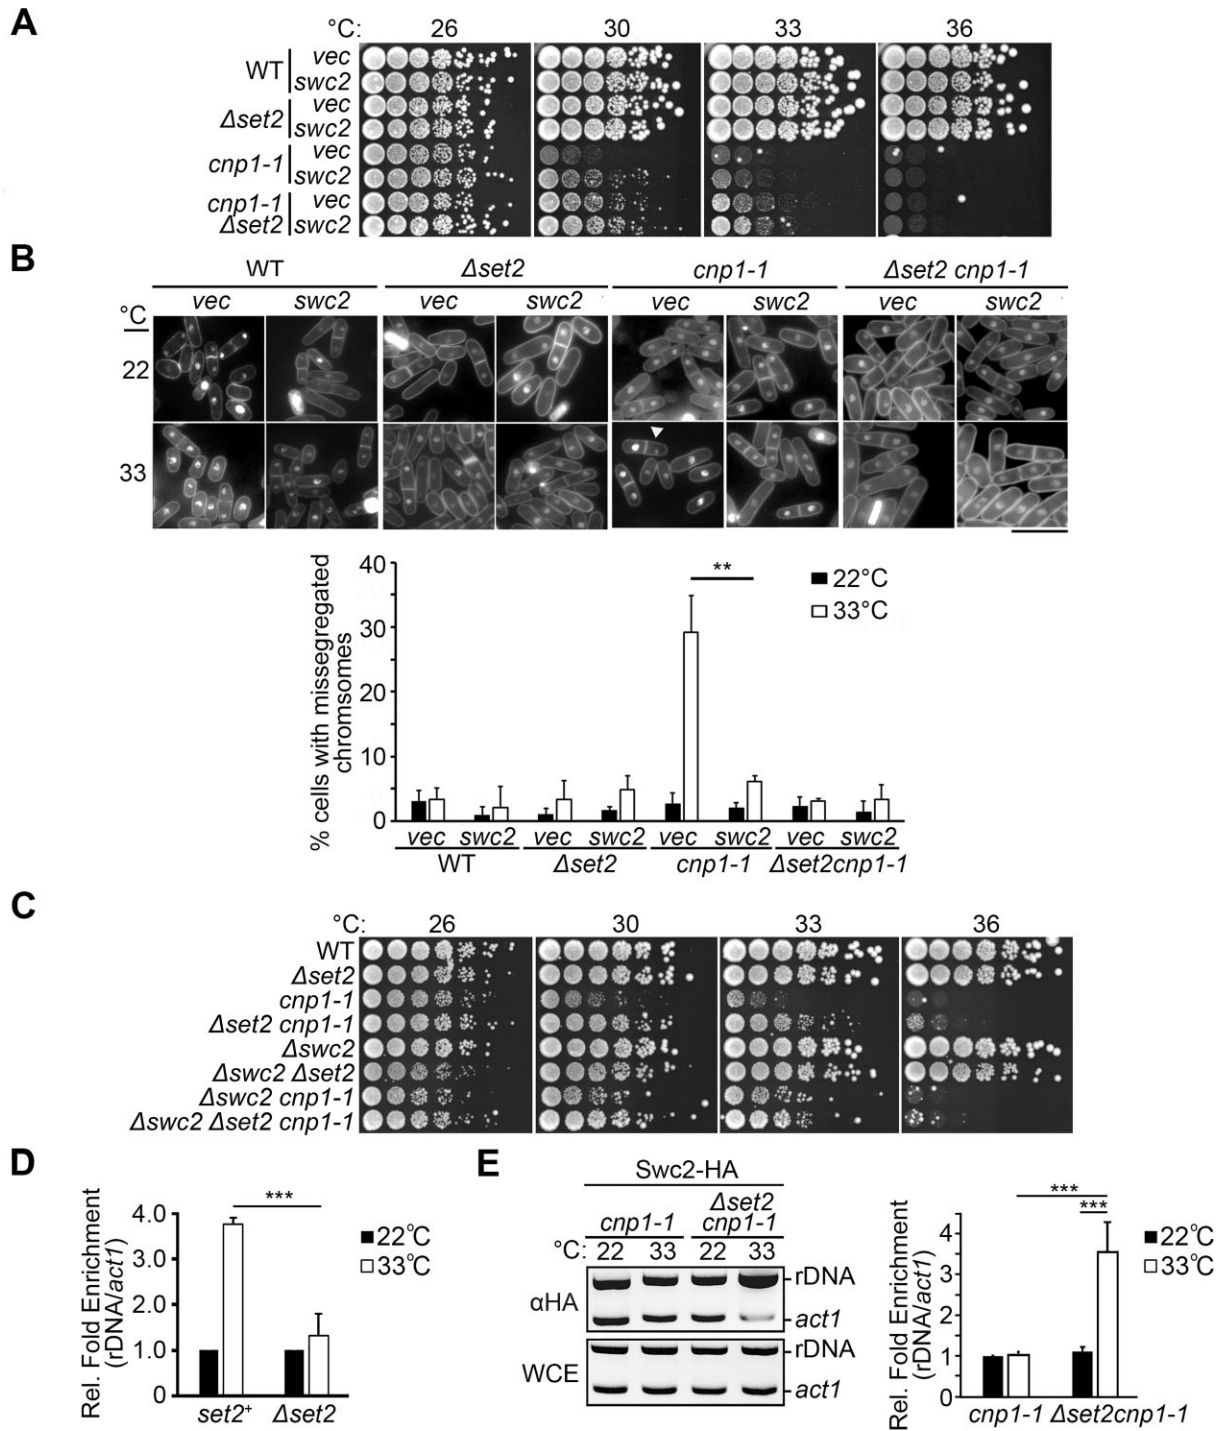 A
°C: 26 30 33 36
WT vec
swc2
Δset2 vec
swc2
cnp1-1 vec
swc2
cnp1-1 vec
Δset2 swc2
B
WT Δset2 cnp1-1 Δset2 cnp1-1
vec swc2 vec swc2 vec swc2 vec swc2
°C
22
33
% cells with missegregated
chromsomes
40
30
20
10
0
**
22°C
33°C
vec swc2 vec swc2 vec swc2 vec swc2
WT Δset2 cnp1-1 Δset2cnp1-1
C
°C: 26 30 33 36
WT
Δset2
cnp1-1
Δset2 cnp1-1
Δswc2
Δswc2 Δset2
Δswc2 cnp1-1
Δswc2 Δset2 cnp1-1
D
Rel. Fold Enrichment
(rDNA/act1)
4.0
3.0
2.0
1.0
0
***
22°C
33°C
set2+ Δset2
E
Swc2-HA
Δset2
cnp1-1 cnp1-1
°C: 22 33 22 33
αHA
rDNA
act1
WCE
rDNA
act1
Rel. Fold Enrichment
(rDNA/act1)
4
3
2
1
0
***
***
22°C
33°C
cnp1-1 Δset2cnp1-1